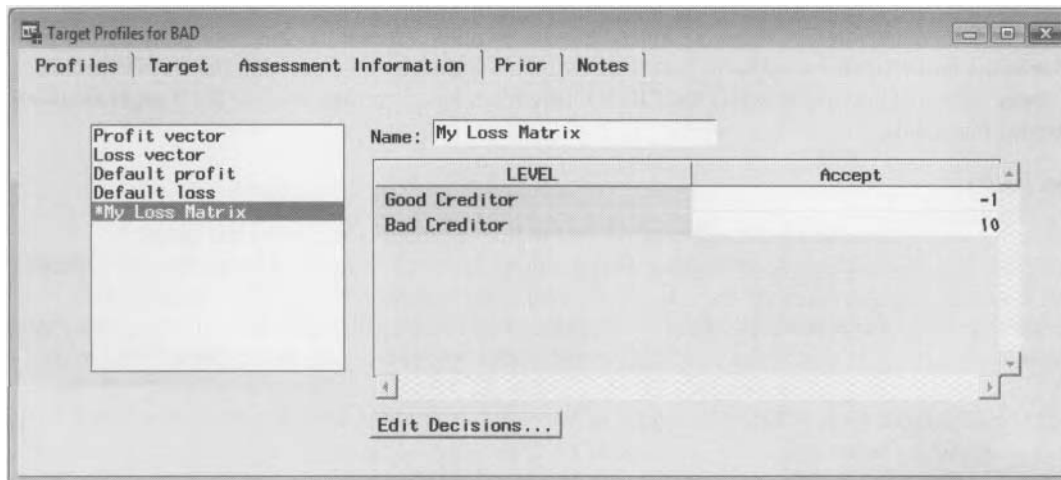 Target Profiles for BAD
Profiles Target Assessment Information Prior Notes
Profit vector
Loss vector
Default profit
Default loss
*My Loss Matrix
Name: My Loss Matrix
LEVEL Accept
Good Creditor -1
Bad Creditor 10
Edit Decisions...